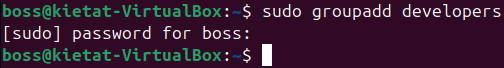 boss@kietat-VirtualBox:~$ sudo groupadd developers
[sudo] password for boss:
boss@kietat-VirtualBox:~$